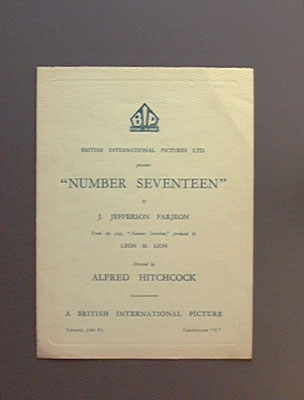 BIP
BRITISH INTERNATIONAL PICTURES LTD.
presents
"NUMBER SEVENTEEN"
by
J. JEFFERSON FARJEON
From the play, "Number Seventeen," produced by
LEON M. LION
Directed by
ALFRED HITCHCOCK
A BRITISH INTERNATIONAL PICTURE
Certificate "U"